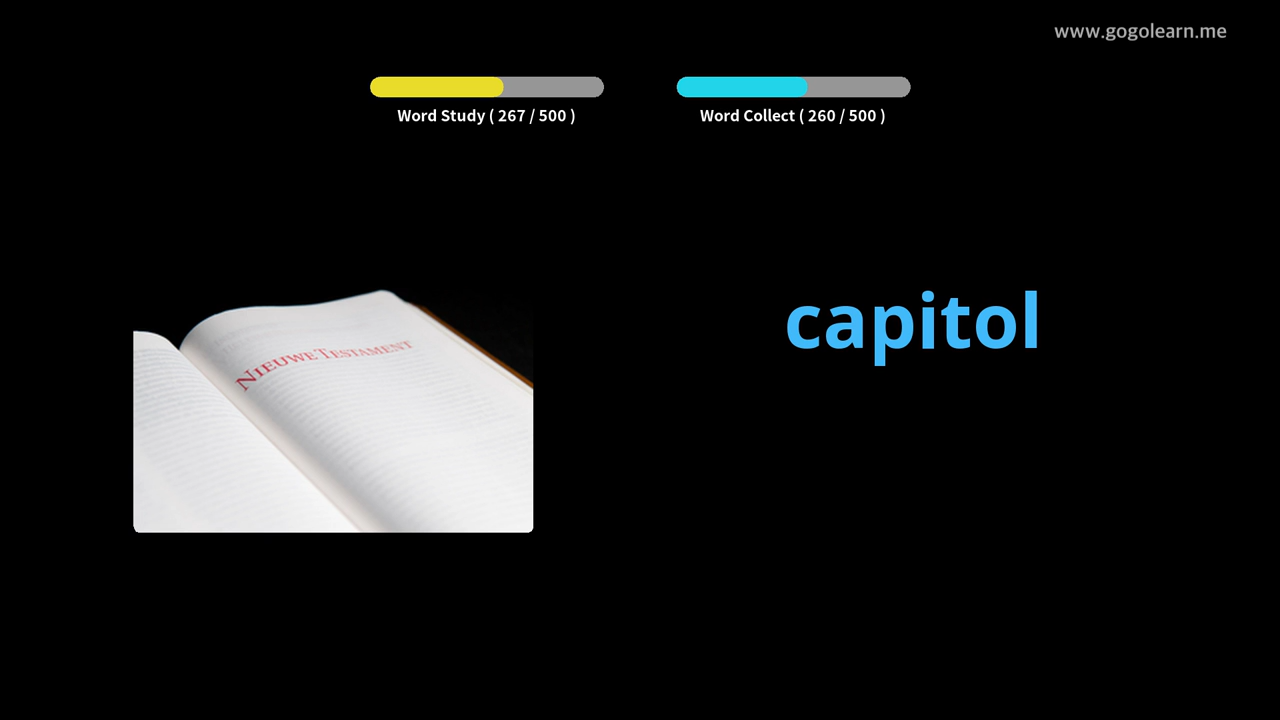 www.gogolearn.me
Word Study ( 267 / 500 )
Word Collect ( 260 / 500 )
NIEUWE TESTAMENT
capitol